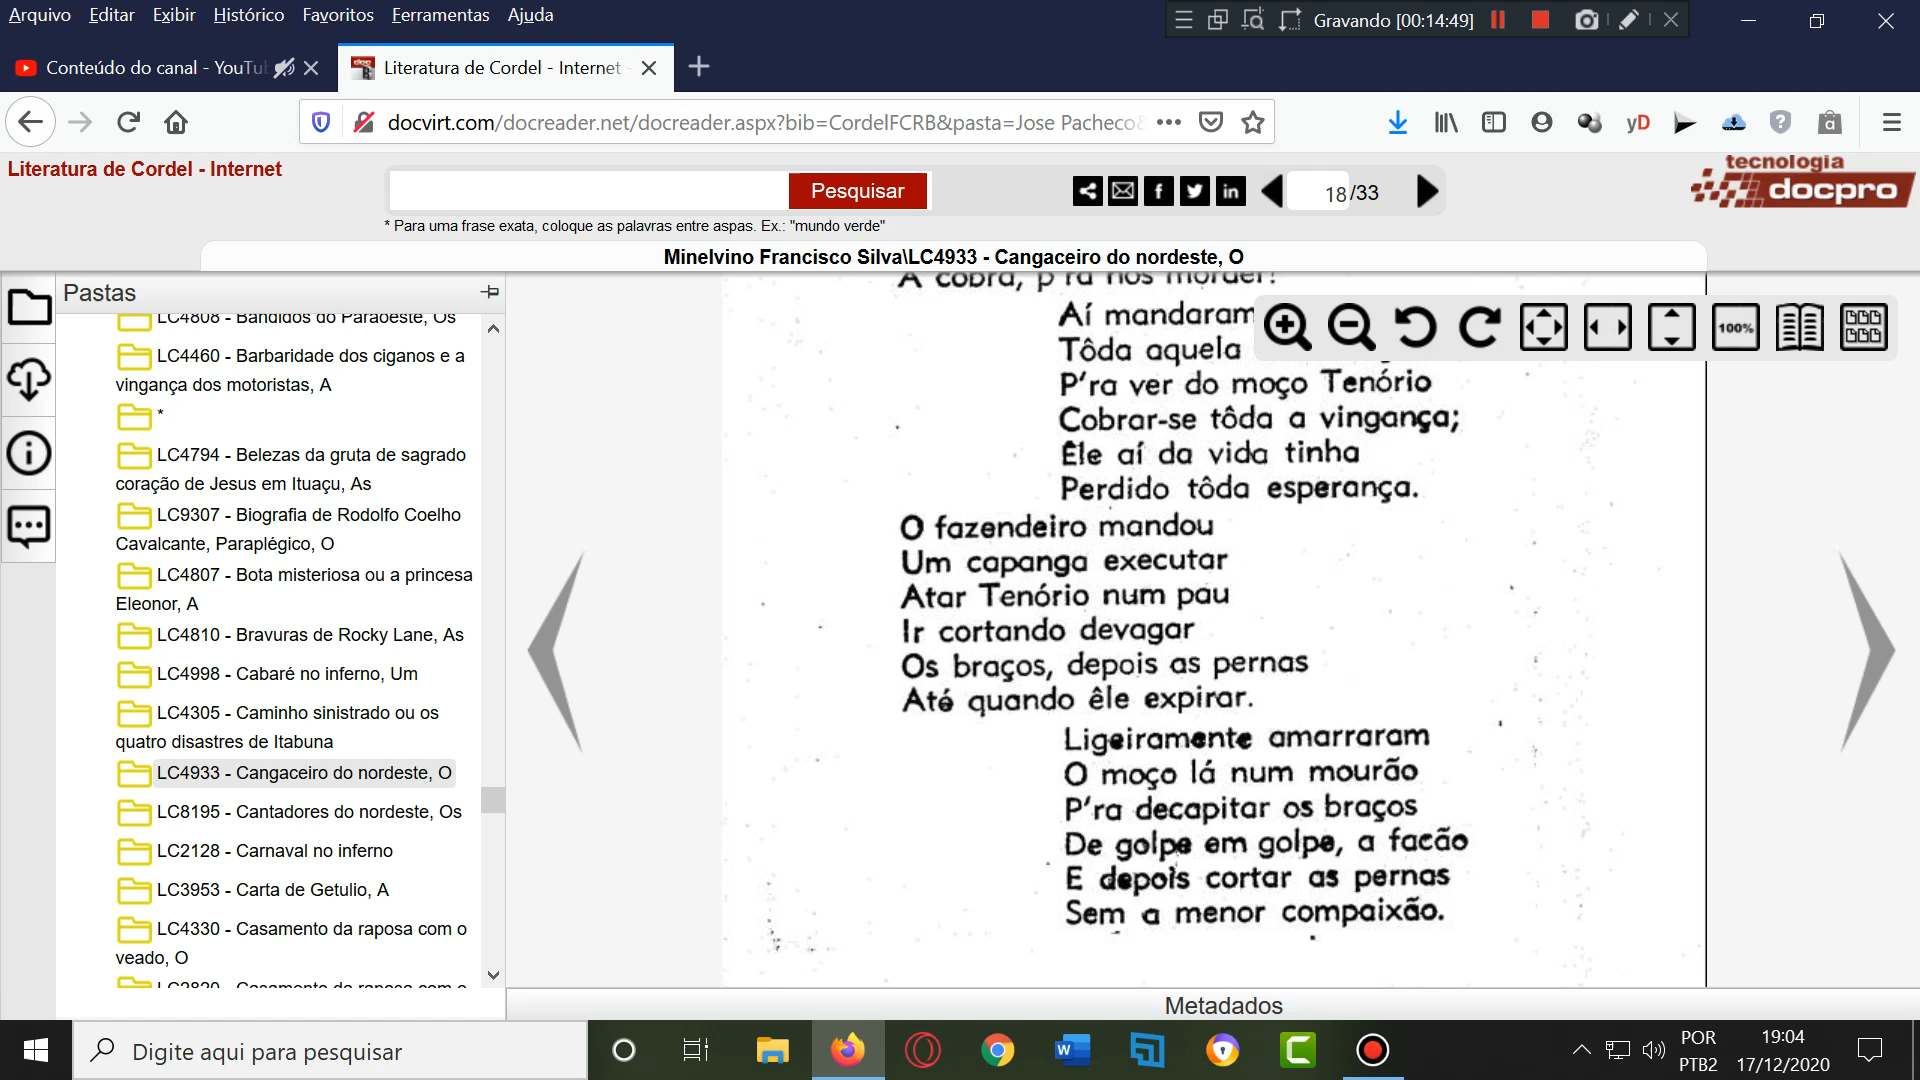 Arquivo Editar Exibir Histórico Favoritos Ferramentas Ajuda
Gravando [00:14:49]
Conteúdo do canal - YouTu
Literatura de Cordel - Internet -
docvirt.com/docreader.net/docreader.aspx?bib=CordelFCRB&pasta=Jose Pacheco&
yD
Literatura de Cordel - Internet
Pesquisar
18 /33
tecnologia
docpro
* Para uma frase exata, coloque as palavras entre aspas. Ex.: "mundo verde"
Minelvino Francisco Silva\LC4933 - Cangaceiro do nordeste, O
Pastas
LC4808 - Bandidos do Paraoeste, Os
LC4460 - Barbaridade dos ciganos e a
vingança dos motoristas, A
*
LC4794 - Belezas da gruta de sagrado
coração de Jesus em Ituaçu, As
LC9307 - Biografia de Rodolfo Coelho
Cavalcante, Paraplégico, O
LC4807 - Bota misteriosa ou a princesa
Eleonor, A
LC4810 - Bravuras de Rocky Lane, As
LC4998 - Cabaré no inferno, Um
LC4305 - Caminho sinistrado ou os
quatro disastres de Itabuna
LC4933 - Cangaceiro do nordeste, O
LC8195 - Cantadores do nordeste, Os
LC2128 - Carnaval no inferno
LC3953 - Carta de Getulio, A
LC4330 - Casamento da raposa com o
veado, O
LC2820 - Casamento da raposa com o
A cobra, p'ra nos morder!
Aí mandaram
Tôda aquela
P'ra ver do moço Tenório
Cobrar-se tôda a vingança;
Êle aí da vida tinha
Perdido tôda esperança.
O fazendeiro mandou
Um capanga executar
Atar Tenório num pau
Ir cortando devagar
Os braços, depois as pernas
Até quando êle expirar.
Ligeiramente amarraram
O moço lá num mourão
P'ra decapitar os braços
De golpe em golpe, a facão
E depois cortar as pernas
Sem a menor compaixão.
100%
Metadados
Digite aqui para pesquisar
POR
PTB2
19:04
17/12/2020